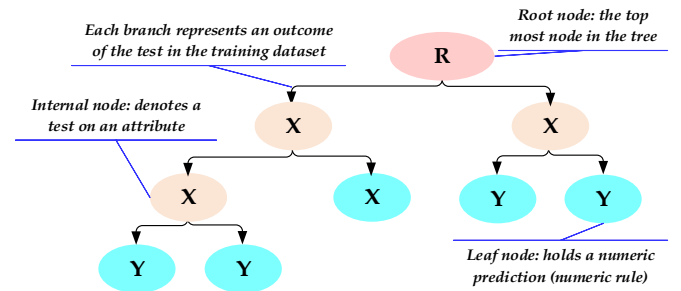 Each branch represents an outcome
of the test in the training dataset
Root node: the top
most node in the tree
R
Internal node: denotes a
test on an attribute
X
X
X
X
Y
Y
Y
Y
Leaf node: holds a numeric
prediction (numeric rule)